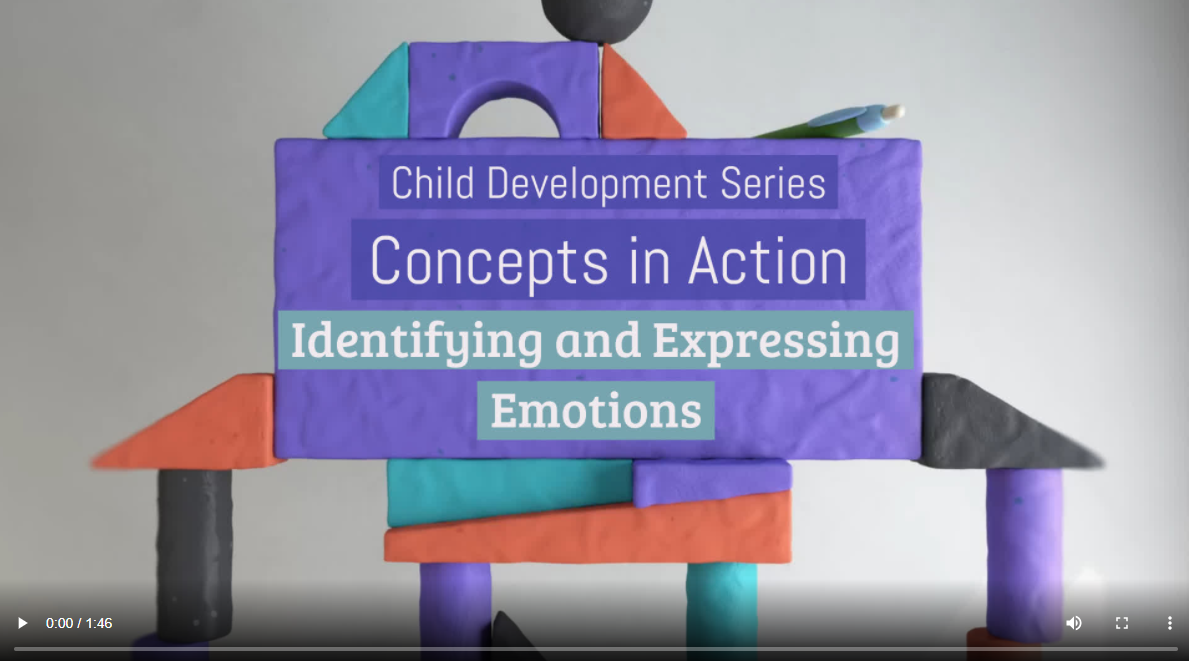 Child Development Series
Concepts in Action
Identifying and Expressing
Emotions
0:00 / 1:46